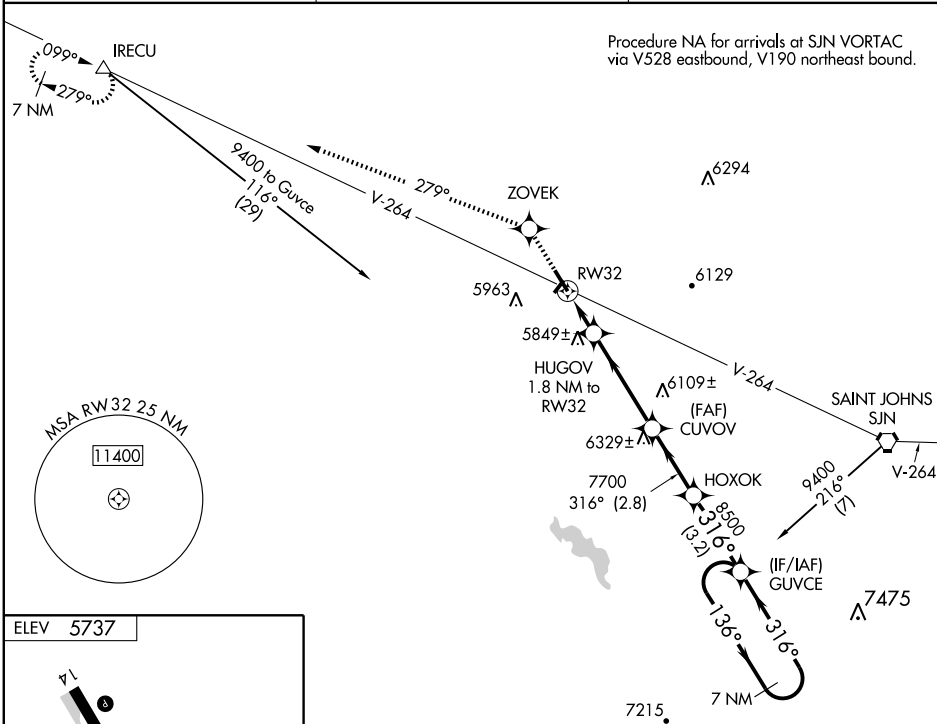 Procedure NA for arrivals at SJN VORTAC
via V528 eastbound, V190 northeast bound.
IRECU
099°
279°
7 NM
9400 to Guvce
116°
(29)
V-264
279°
ZOVEK
6294
RW32
6129
5963
5849±
HUGOV
1.8 NM to
RW32
V-264
6109±
(FAF)
CUVOV
6329±
SAINT JOHNS
SJN
V-264
9400
216°
(7)
7700
316° (2.8)
HOXOK
8500
316°
(3.2)
(IF/IAF)
GUVCE
7475
136°
316°
7 NM
7215
MSA RW32 25 NM
11400
ELEV 5737
14
P